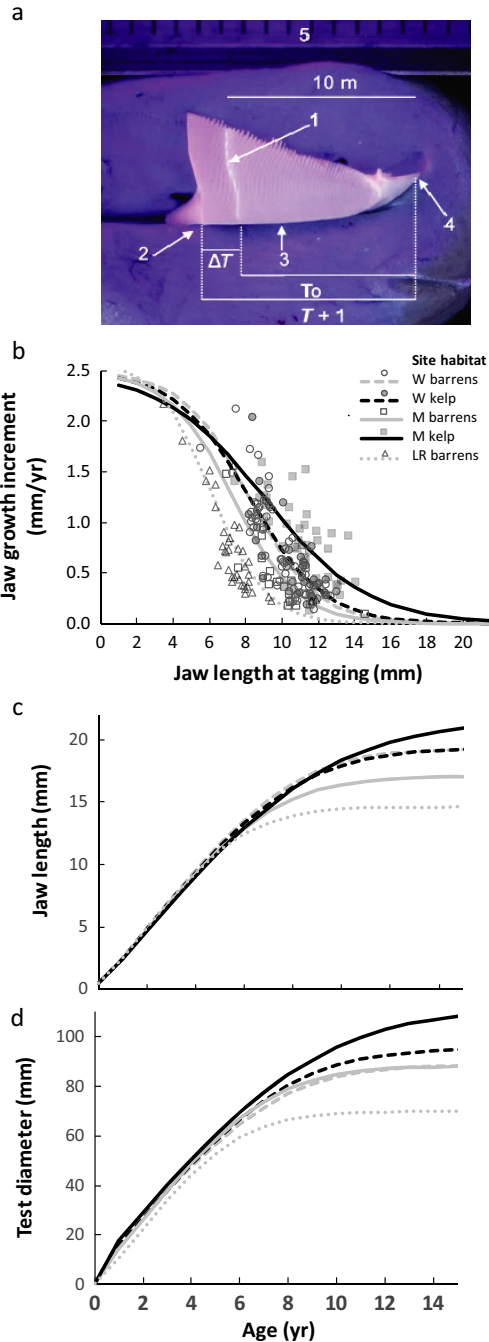 a
5
10 m
1
2
3
4
ΔT
To
T + 1
b
Site habitat
W barrens
W kelp
M barrens
M kelp
LR barrens
2.5
2.0
1.5
1.0
0.5
0.0
0 2 4 6 8 10 12 14 16 18 20
Jaw growth increment
(mm/yr)
Jaw length at tagging (mm)
c
20
15
10
5
0
Jaw length (mm)
d
100
80
60
40
20
0
Test diameter (mm)
0 2 4 6 8 10 12 14
Age (yr)